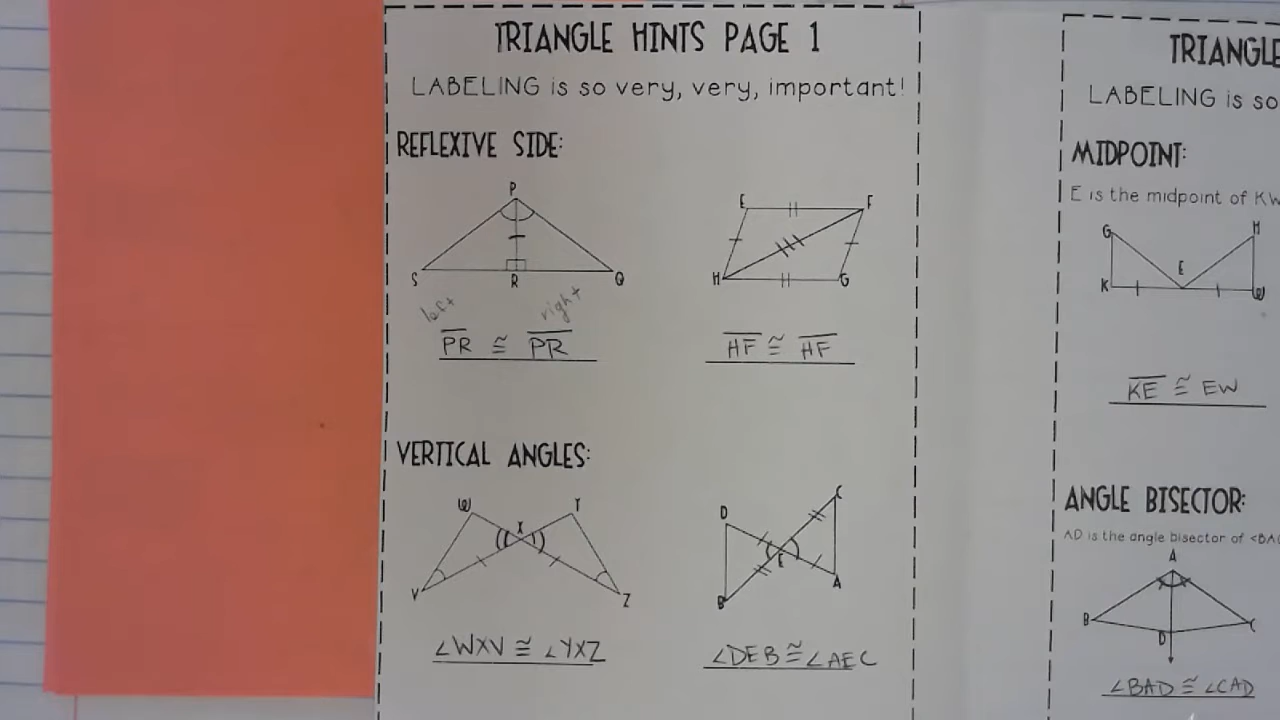 TRIANGLE HINTS PAGE 1
LABELING is so very, very, important!
REFLEXIVE SIDE:
P
S
R
Q
left
right
PR ≅ PR
E
F
H
G
HF ≅ HF
VERTICAL ANGLES:
W
Y
X
V
Z
∠WXV ≅ ∠YXZ
D
C
E
B
A
∠DEB ≅ ∠AEC
TRIANGLE
LABELING is so
MIDPOINT:
E is the midpoint of KW
G
H
E
K
W
KE ≅ EW
ANGLE BISECTOR:
AD is the angle bisector of <BA
A
B
D
C
∠BAD ≅ ∠CAD